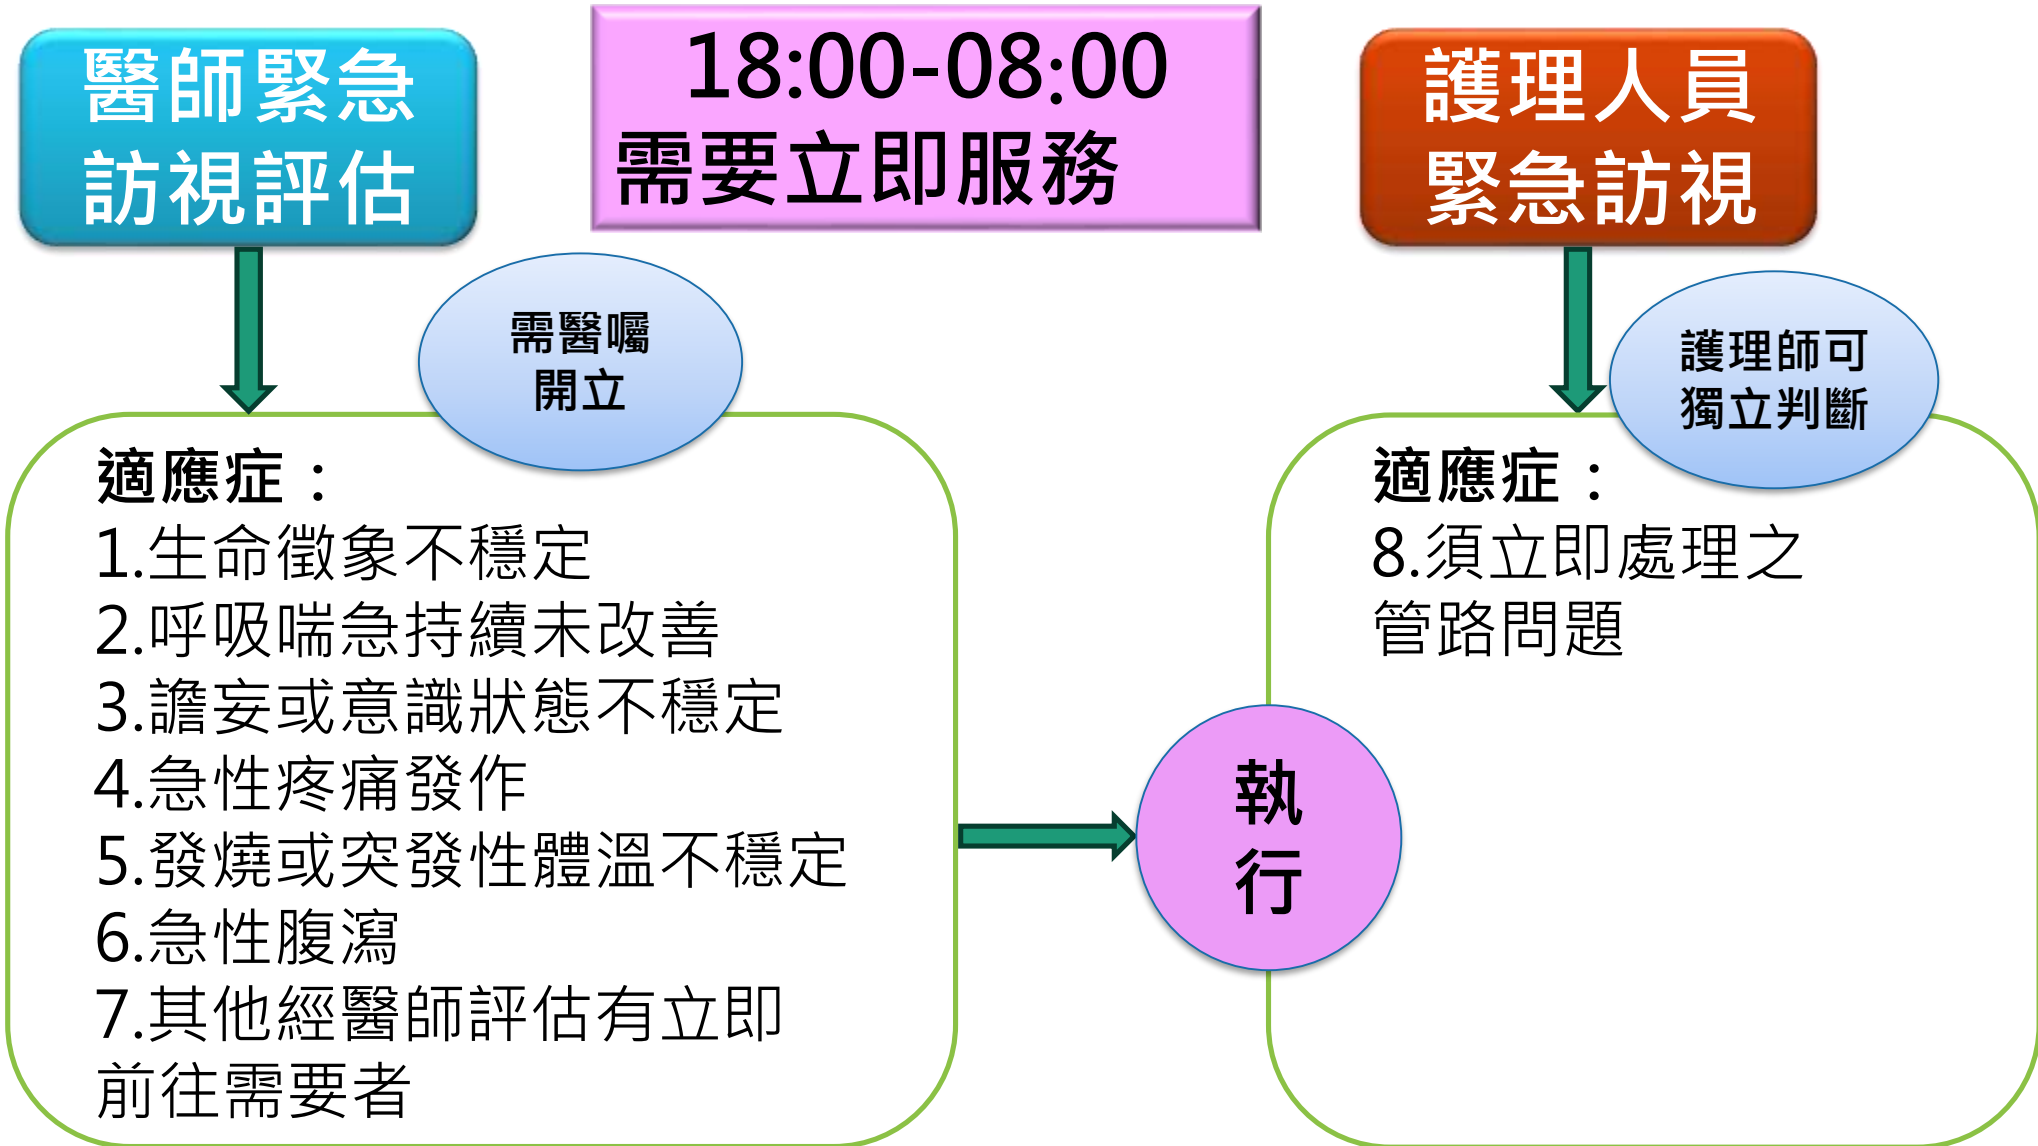 醫師緊急
訪視評估
18:00-08:00
需要立即服務
護理人員
緊急訪視
需醫囑
開立
護理師可
獨立判斷
適應症：
1.生命徵象不穩定
2.呼吸喘急持續未改善
3.譫妄或意識狀態不穩定
4.急性疼痛發作
5.發燒或突發性體溫不穩定
6.急性腹瀉
7.其他經醫師評估有立即
前往需要者
執
行
適應症：
8.須立即處理之
管路問題